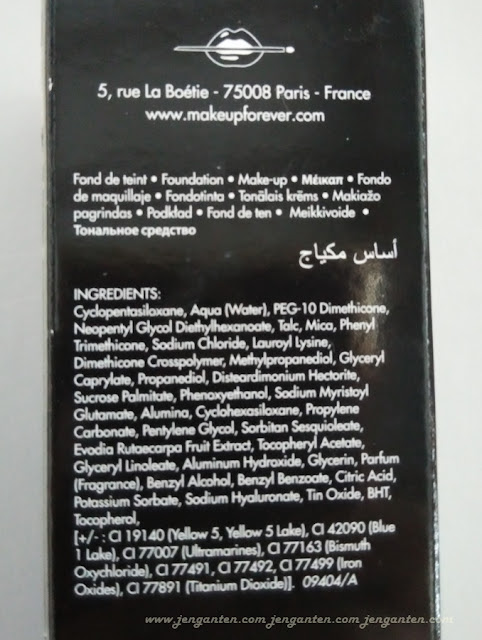 5, rue La Boétie - 75008 Paris - France
www.makeupforever.com
Fond de teint • Foundation • Make-up • Μέικαπ • Fondo
de maquillaje • Fondotinta • Tonālais krēms • Makiažo
pagrindas • Podkład • Fond de ten • Meikkivoide •
Тональное средство
أساس مكياج
INGREDIENTS:
Cyclopentasiloxane, Aqua (Water), PEG-10 Dimethicone,
Neopentyl Glycol Diethylhexanoate, Talc, Mica, Phenyl
Trimethicone, Sodium Chloride, Lauroyl Lysine,
Dimethicone Crosspolymer, Methylpropanediol, Glyceryl
Caprylate, Propanediol, Disteardimonium Hectorite,
Sucrose Palmitate, Phenoxyethanol, Sodium Myristoyl
Glutamate, Alumina, Cyclohexasiloxane, Propylene
Carbonate, Pentylene Glycol, Sorbitan Sesquioleate,
Evodia Rutaecarpa Fruit Extract, Tocopheryl Acetate,
Glyceryl Linoleate, Aluminum Hydroxide, Glycerin, Parfum
(Fragrance), Benzyl Alcohol, Benzyl Benzoate, Citric Acid,
Potassium Sorbate, Sodium Hyaluronate, Tin Oxide, BHT,
Tocopherol,
[+/- : CI 19140 (Yellow 5, Yellow 5 Lake), CI 42090 (Blue
1 Lake), CI 77007 (Ultramarines), CI 77163 (Bismuth
Oxychloride), CI 77491, CI 77492, CI 77499 (Iron
Oxides), CI 77891 (Titanium Dioxide)]. 09404/A
www.jenganten.com jenganten.com jenganten.com